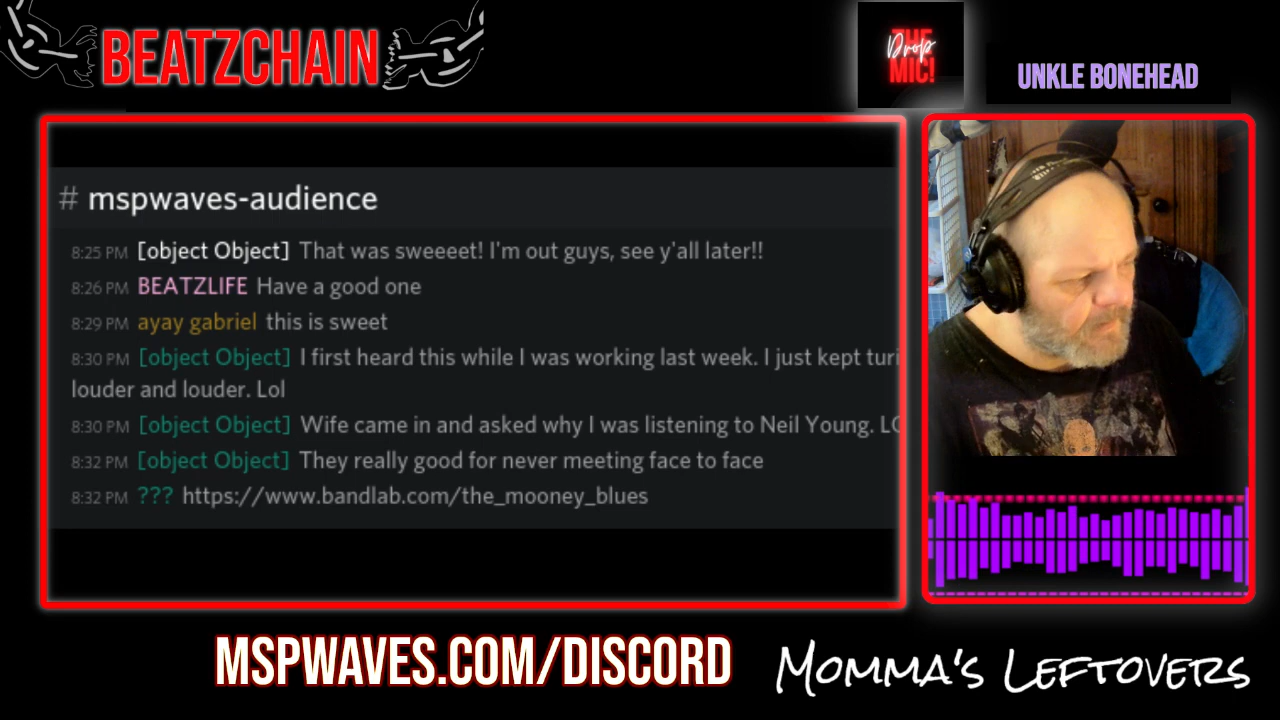 BEATZCHAIN
THE
Drop
MIC!
UNKLE BONEHEAD
# mspwaves-audience
8:25 PM [object Object] That was sweeeet! I'm out guys, see y'all later!!
8:26 PM BEATZLIFE Have a good one
8:29 PM ayay gabriel this is sweet
8:30 PM [object Object] I first heard this while I was working last week. I just kept turi
louder and louder. Lol
8:30 PM [object Object] Wife came in and asked why I was listening to Neil Young. LO
8:32 PM [object Object] They really good for never meeting face to face
8:32 PM ??? https://www.bandlab.com/the_mooney_blues
MSPWAVES.COM/DISCORD
MOMMA'S LEFTOVERS